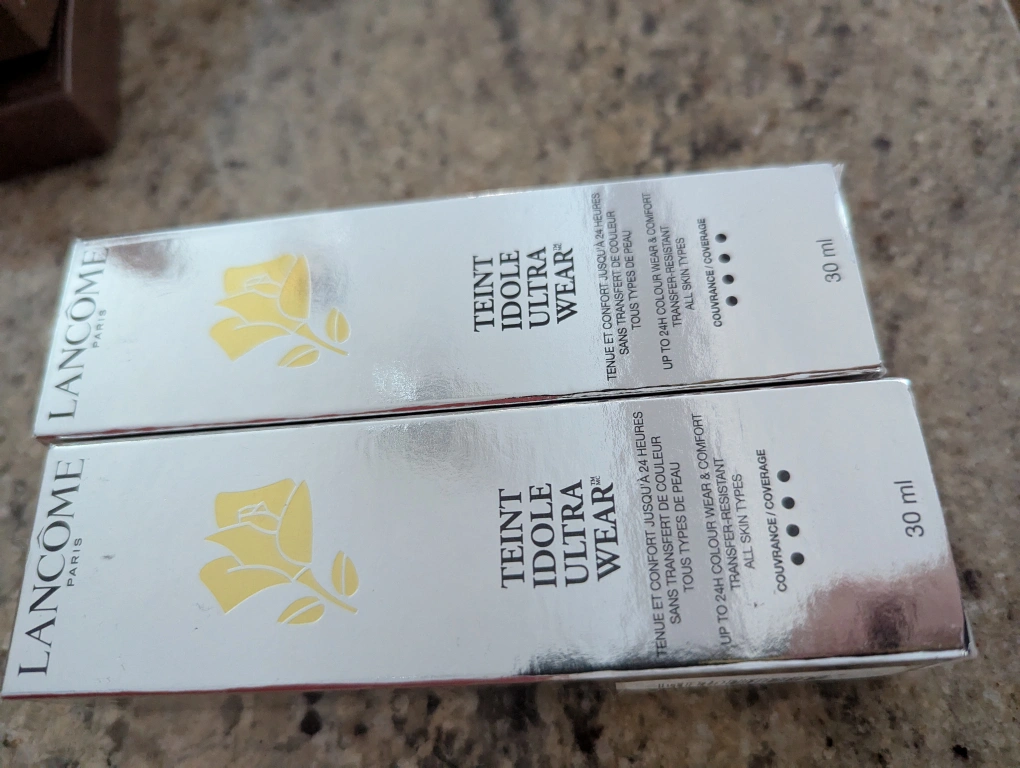 LANCÔME
PARIS
TEINT
IDOLE
ULTRA
WEAR™
TENUE ET CONFORT JUSQU'À 24 HEURES
SANS TRANSFERT DE COULEUR
TOUS TYPES DE PEAU
UP TO 24H COLOUR WEAR & COMFORT
TRANSFER-RESISTANT
ALL SKIN TYPES
COUVRANCE / COVERAGE
30 ml
LANCÔME
PARIS
TEINT
IDOLE
ULTRA
WEAR™ MC
TENUE ET CONFORT JUSQU'À 24 HEURES
SANS TRANSFERT DE COULEUR
TOUS TYPES DE PEAU
UP TO 24H COLOUR WEAR & COMFORT
TRANSFER-RESISTANT
ALL SKIN TYPES
COUVRANCE / COVERAGE
30 ml